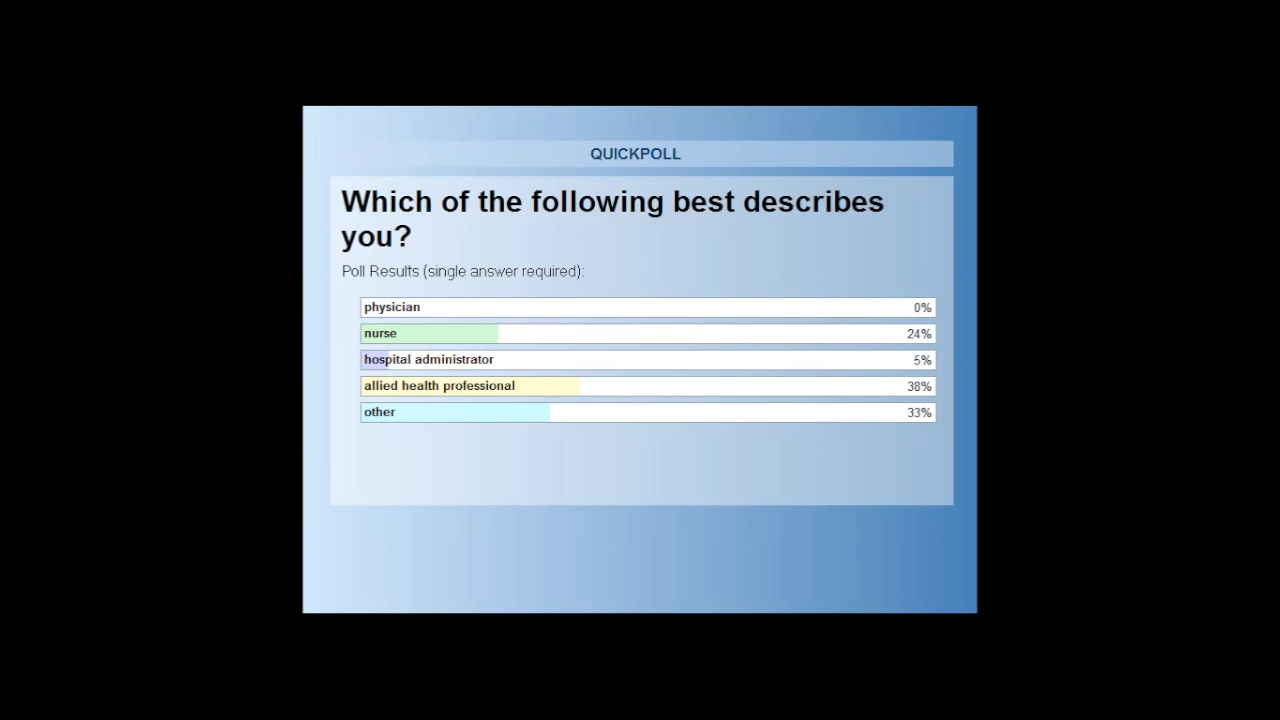 QUICKPOLL
Which of the following best describes
you?
Poll Results (single answer required):
physician 0%
nurse 24%
hospital administrator 5%
allied health professional 38%
other 33%